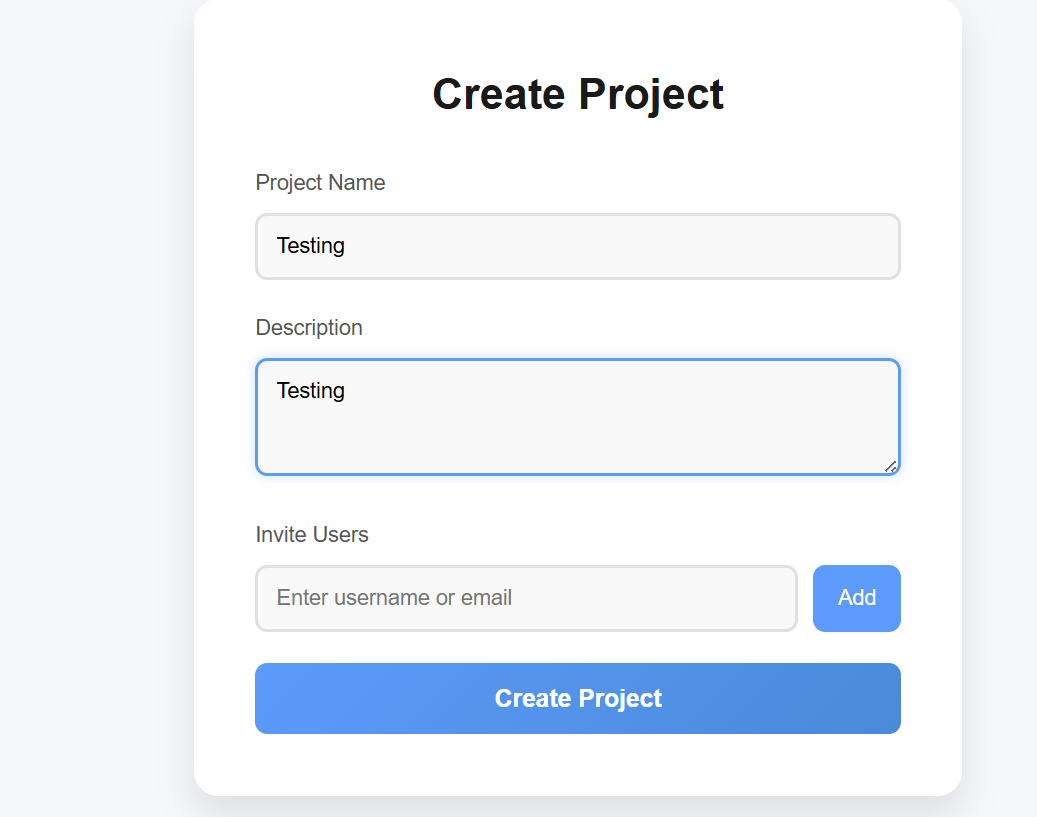 Create Project
Project Name
Testing
Description
Testing
Invite Users
Enter username or email
Add
Create Project